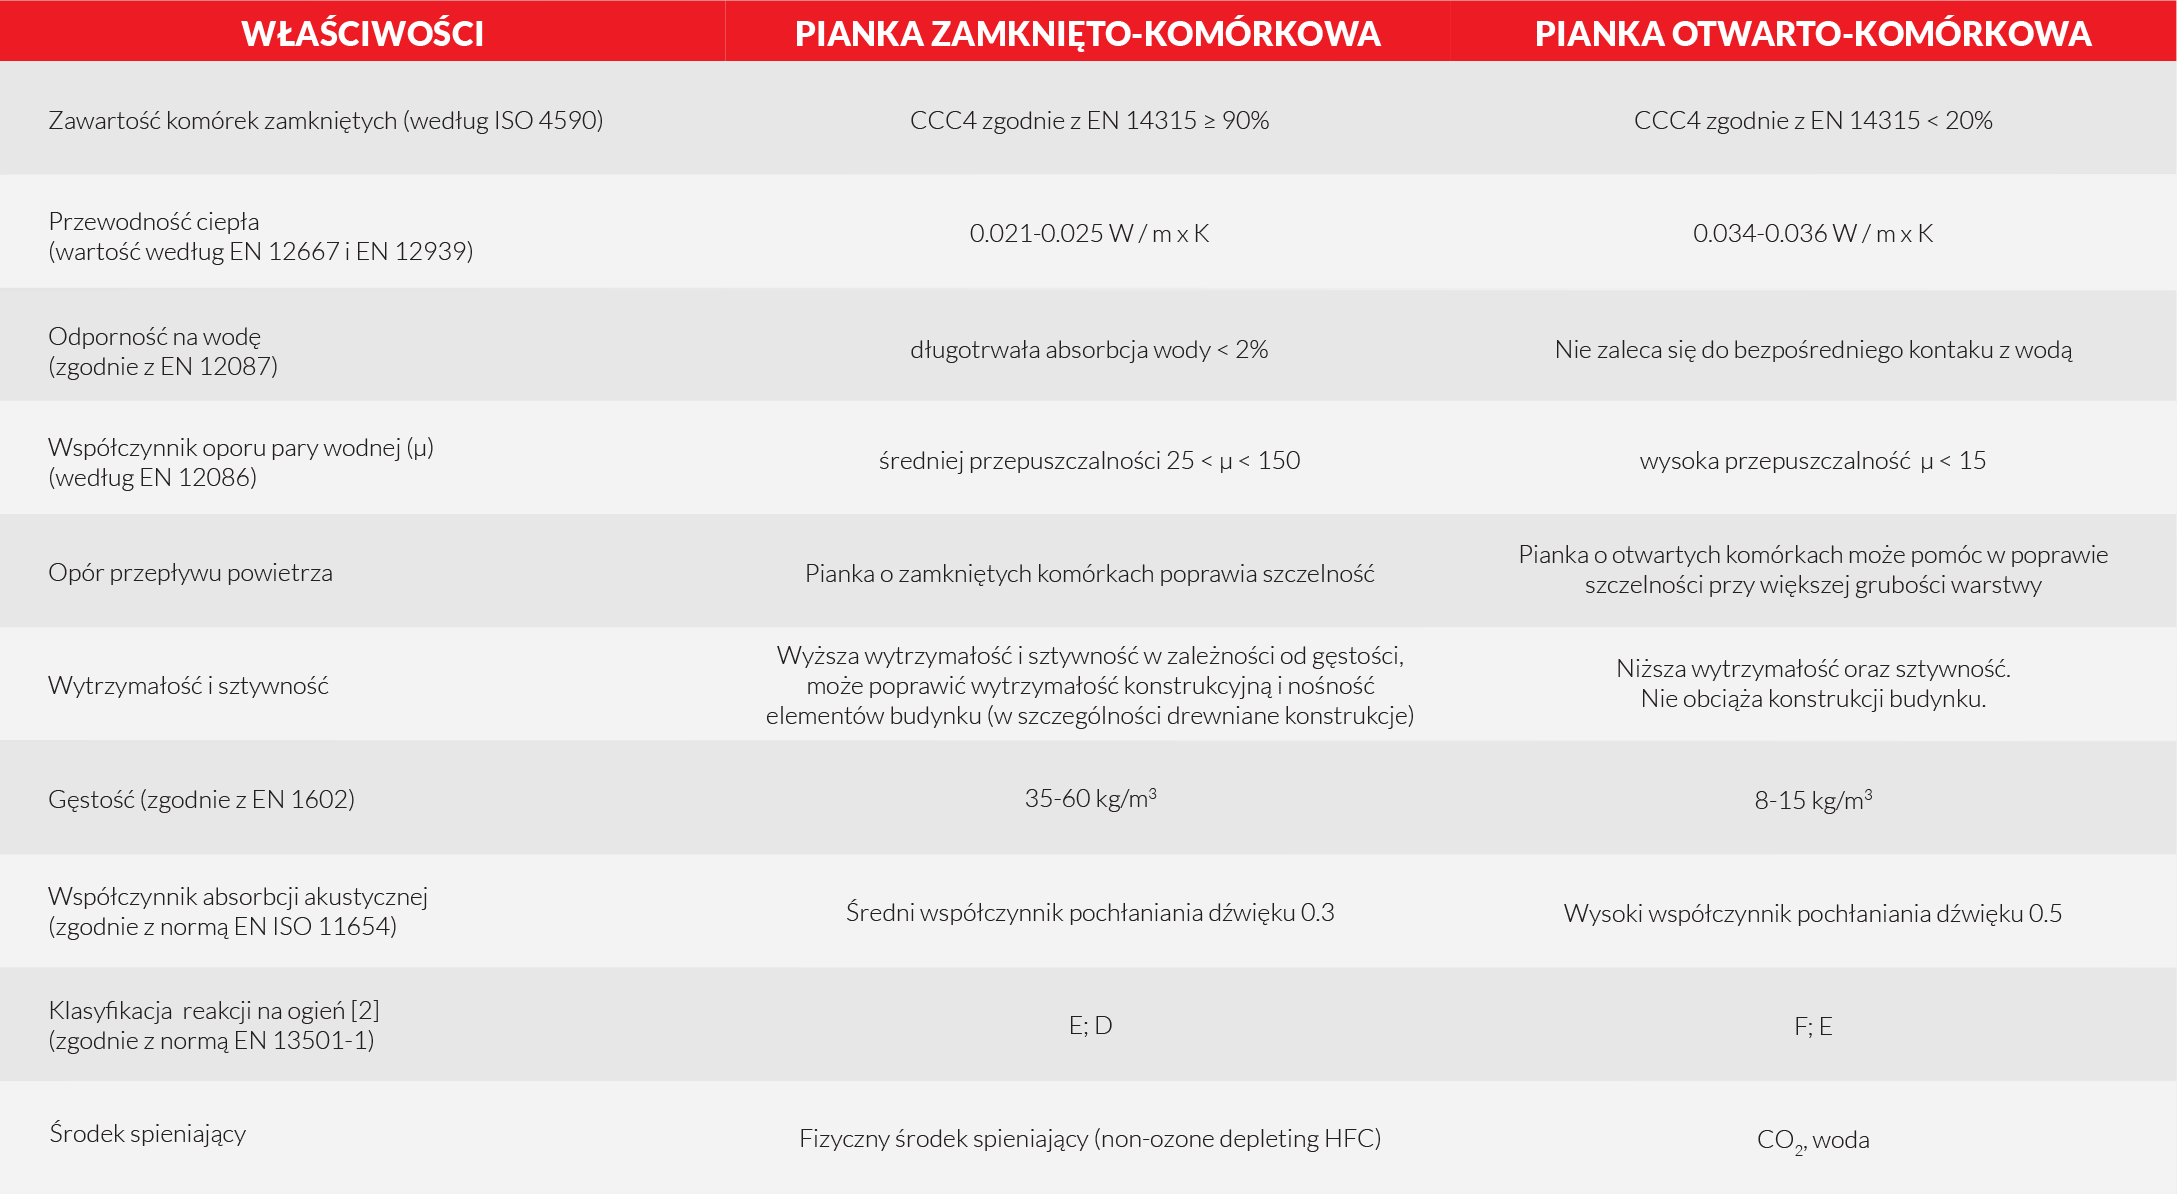 WŁAŚCIWOŚCI
PIANKA ZAMKNIĘTO-KOMÓRKOWA
PIANKA OTWARTO-KOMÓRKOWA
Zawartość komórek zamkniętych (według ISO 4590)
CCC4 zgodnie z EN 14315 ≥ 90%
CCC4 zgodnie z EN 14315 < 20%
Przewodność ciepła
(wartość według EN 12667 i EN 12939)
0.021-0.025 W / m x K
0.034-0.036 W / m x K
Odporność na wodę
(zgodnie z EN 12087)
długotrwała absorbcja wody < 2%
Nie zaleca się do bezpośredniego kontaku z wodą
Współczynnik oporu pary wodnej (µ)
(według EN 12086)
średniej przepuszczalności 25 < µ < 150
wysoka przepuszczalność  µ < 15
Opór przepływu powietrza
Pianka o zamkniętych komórkach poprawia szczelność
Pianka o otwartych komórkach może pomóc w poprawie
szczelności przy większej grubości warstwy
Wytrzymałość i sztywność
Wyższa wytrzymałość i sztywność w zależności od gęstości,
może poprawić wytrzymałość konstrukcyjną i nośność
elementów budynku (w szczególności drewniane konstrukcje)
Niższa wytrzymałość oraz sztywność.
Nie obciąża konstrukcji budynku.
Gęstość (zgodnie z EN 1602)
35-60 kg/m³
8-15 kg/m³
Współczynnik absorbcji akustycznej
(zgodnie z normą EN ISO 11654)
Średni współczynnik pochłaniania dźwięku 0.3
Wysoki współczynnik pochłaniania dźwięku 0.5
Klasyfikacja  reakcji na ogień [2]
(zgodnie z normą EN 13501-1)
E; D
F; E
Środek spieniający
Fizyczny środek spieniający (non-ozone depleting HFC)
CO₂, woda